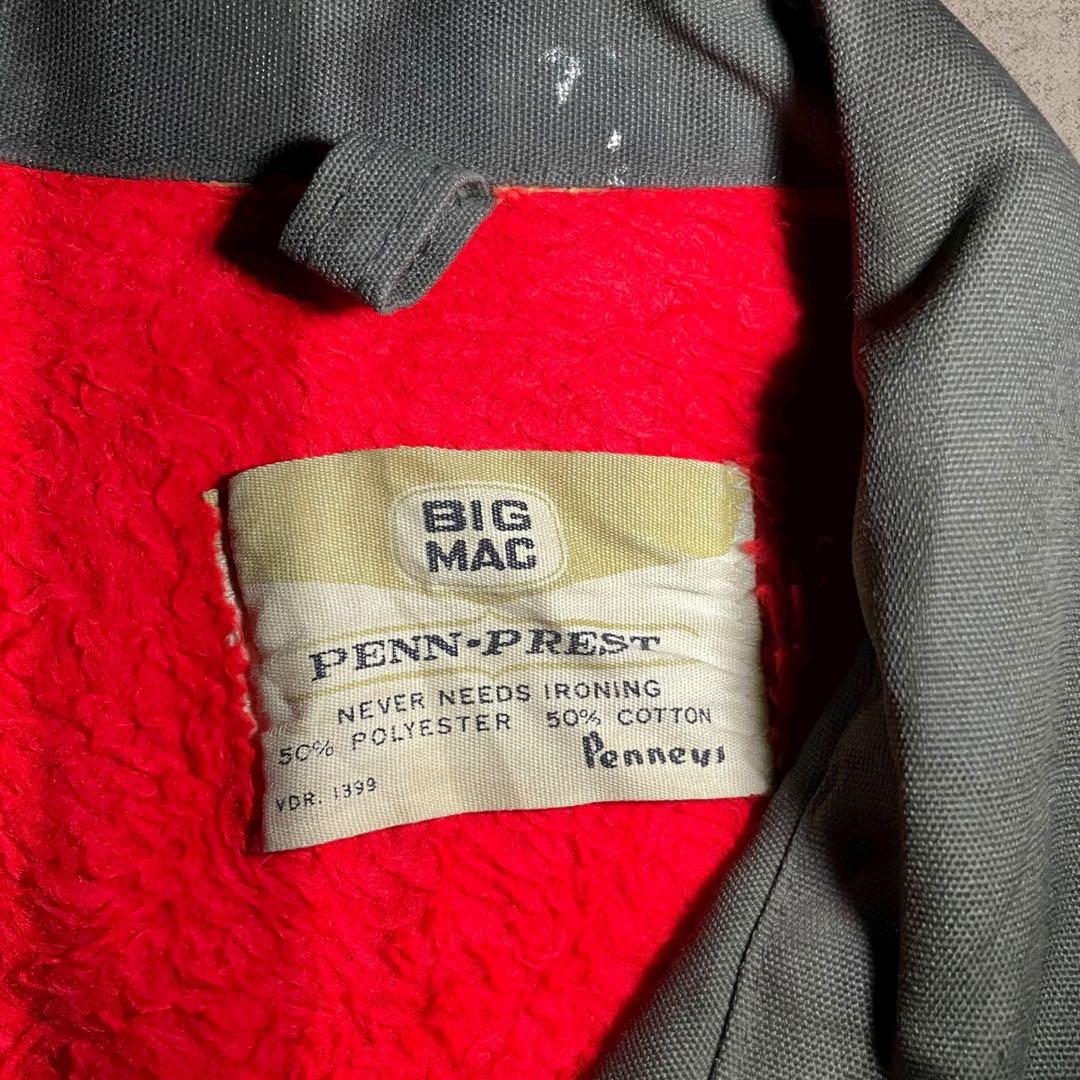 BIG
MAC
PENN-PREST
NEVER NEEDS IRONING
50% POLYESTER 50% COTTON
Penneys
VDR. 1399